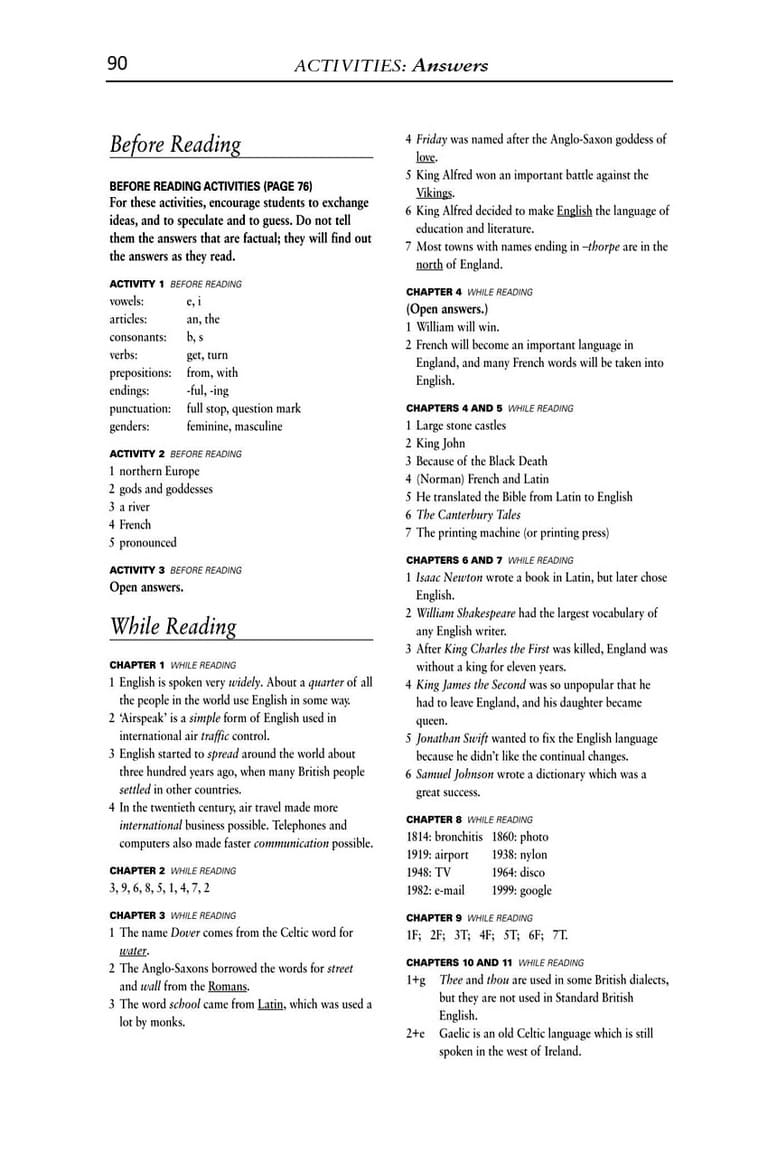 90
ACTIVITIES: Answers
Before Reading
BEFORE READING ACTIVITIES (PAGE 76)
For these activities, encourage students to exchange
ideas, and to speculate and to guess. Do not tell
them the answers that are factual; they will find out
the answers as they read.
ACTIVITY 1 BEFORE READING
vowels: e, i
articles: an, the
consonants: b, s
verbs: get, turn
prepositions: from, with
endings: -ful, -ing
punctuation: full stop, question mark
genders: feminine, masculine
ACTIVITY 2 BEFORE READING
1 northern Europe
2 gods and goddesses
3 a river
4 French
5 pronounced
ACTIVITY 3 BEFORE READING
Open answers.
While Reading
CHAPTER 1 WHILE READING
1 English is spoken very widely. About a quarter of all
the people in the world use English in some way.
2 ‘Airspeak’ is a simple form of English used in
international air traffic control.
3 English started to spread around the world about
three hundred years ago, when many British people
settled in other countries.
4 In the twentieth century, air travel made more
international business possible. Telephones and
computers also made faster communication possible.
CHAPTER 2 WHILE READING
3, 9, 6, 8, 5, 1, 4, 7, 2
CHAPTER 3 WHILE READING
1 The name Dover comes from the Celtic word for
water.
2 The Anglo-Saxons borrowed the words for street
and wall from the Romans.
3 The word school came from Latin, which was used a
lot by monks.
4 Friday was named after the Anglo-Saxon goddess of
love.
5 King Alfred won an important battle against the
Vikings.
6 King Alfred decided to make English the language of
education and literature.
7 Most towns with names ending in –thorpe are in the
north of England.
CHAPTER 4 WHILE READING
(Open answers.)
1 William will win.
2 French will become an important language in
England, and many French words will be taken into
English.
CHAPTERS 4 AND 5 WHILE READING
1 Large stone castles
2 King John
3 Because of the Black Death
4 (Norman) French and Latin
5 He translated the Bible from Latin to English
6 The Canterbury Tales
7 The printing machine (or printing press)
CHAPTERS 6 AND 7 WHILE READING
1 Isaac Newton wrote a book in Latin, but later chose
English.
2 William Shakespeare had the largest vocabulary of
any English writer.
3 After King Charles the First was killed, England was
without a king for eleven years.
4 King James the Second was so unpopular that he
had to leave England, and his daughter became
queen.
5 Jonathan Swift wanted to fix the English language
because he didn’t like the continual changes.
6 Samuel Johnson wrote a dictionary which was a
great success.
CHAPTER 8 WHILE READING
1814: bronchitis 1860: photo
1919: airport 1938: nylon
1948: TV 1964: disco
1982: e-mail 1999: google
CHAPTER 9 WHILE READING
1F; 2F; 3T; 4F; 5T; 6F; 7T.
CHAPTERS 10 AND 11 WHILE READING
1+g Thee and thou are used in some British dialects,
but they are not used in Standard British
English.
2+e Gaelic is an old Celtic language which is still
spoken in the west of Ireland.